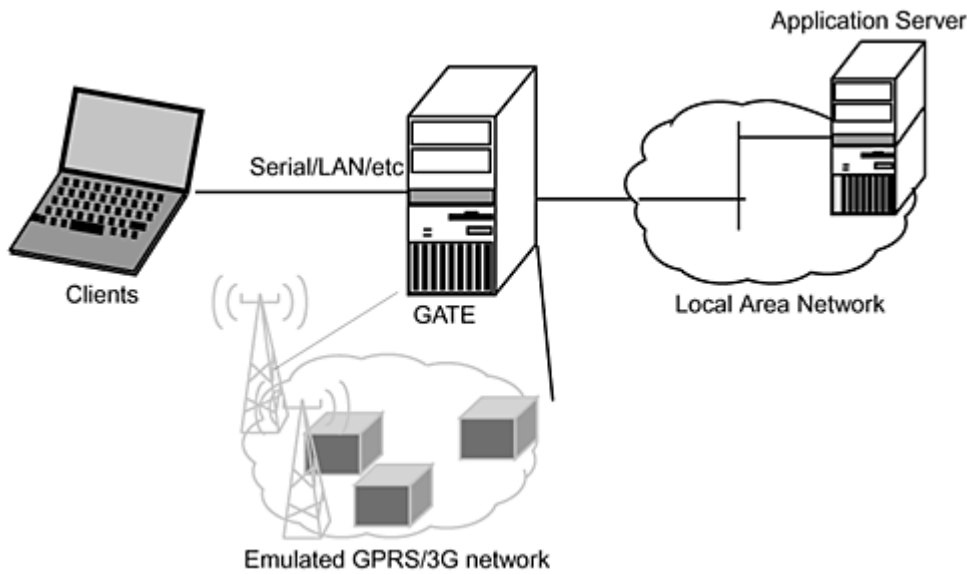 Application Server
Serial/LAN/etc
Clients
GATE
Local Area Network
Emulated GPRS/3G network